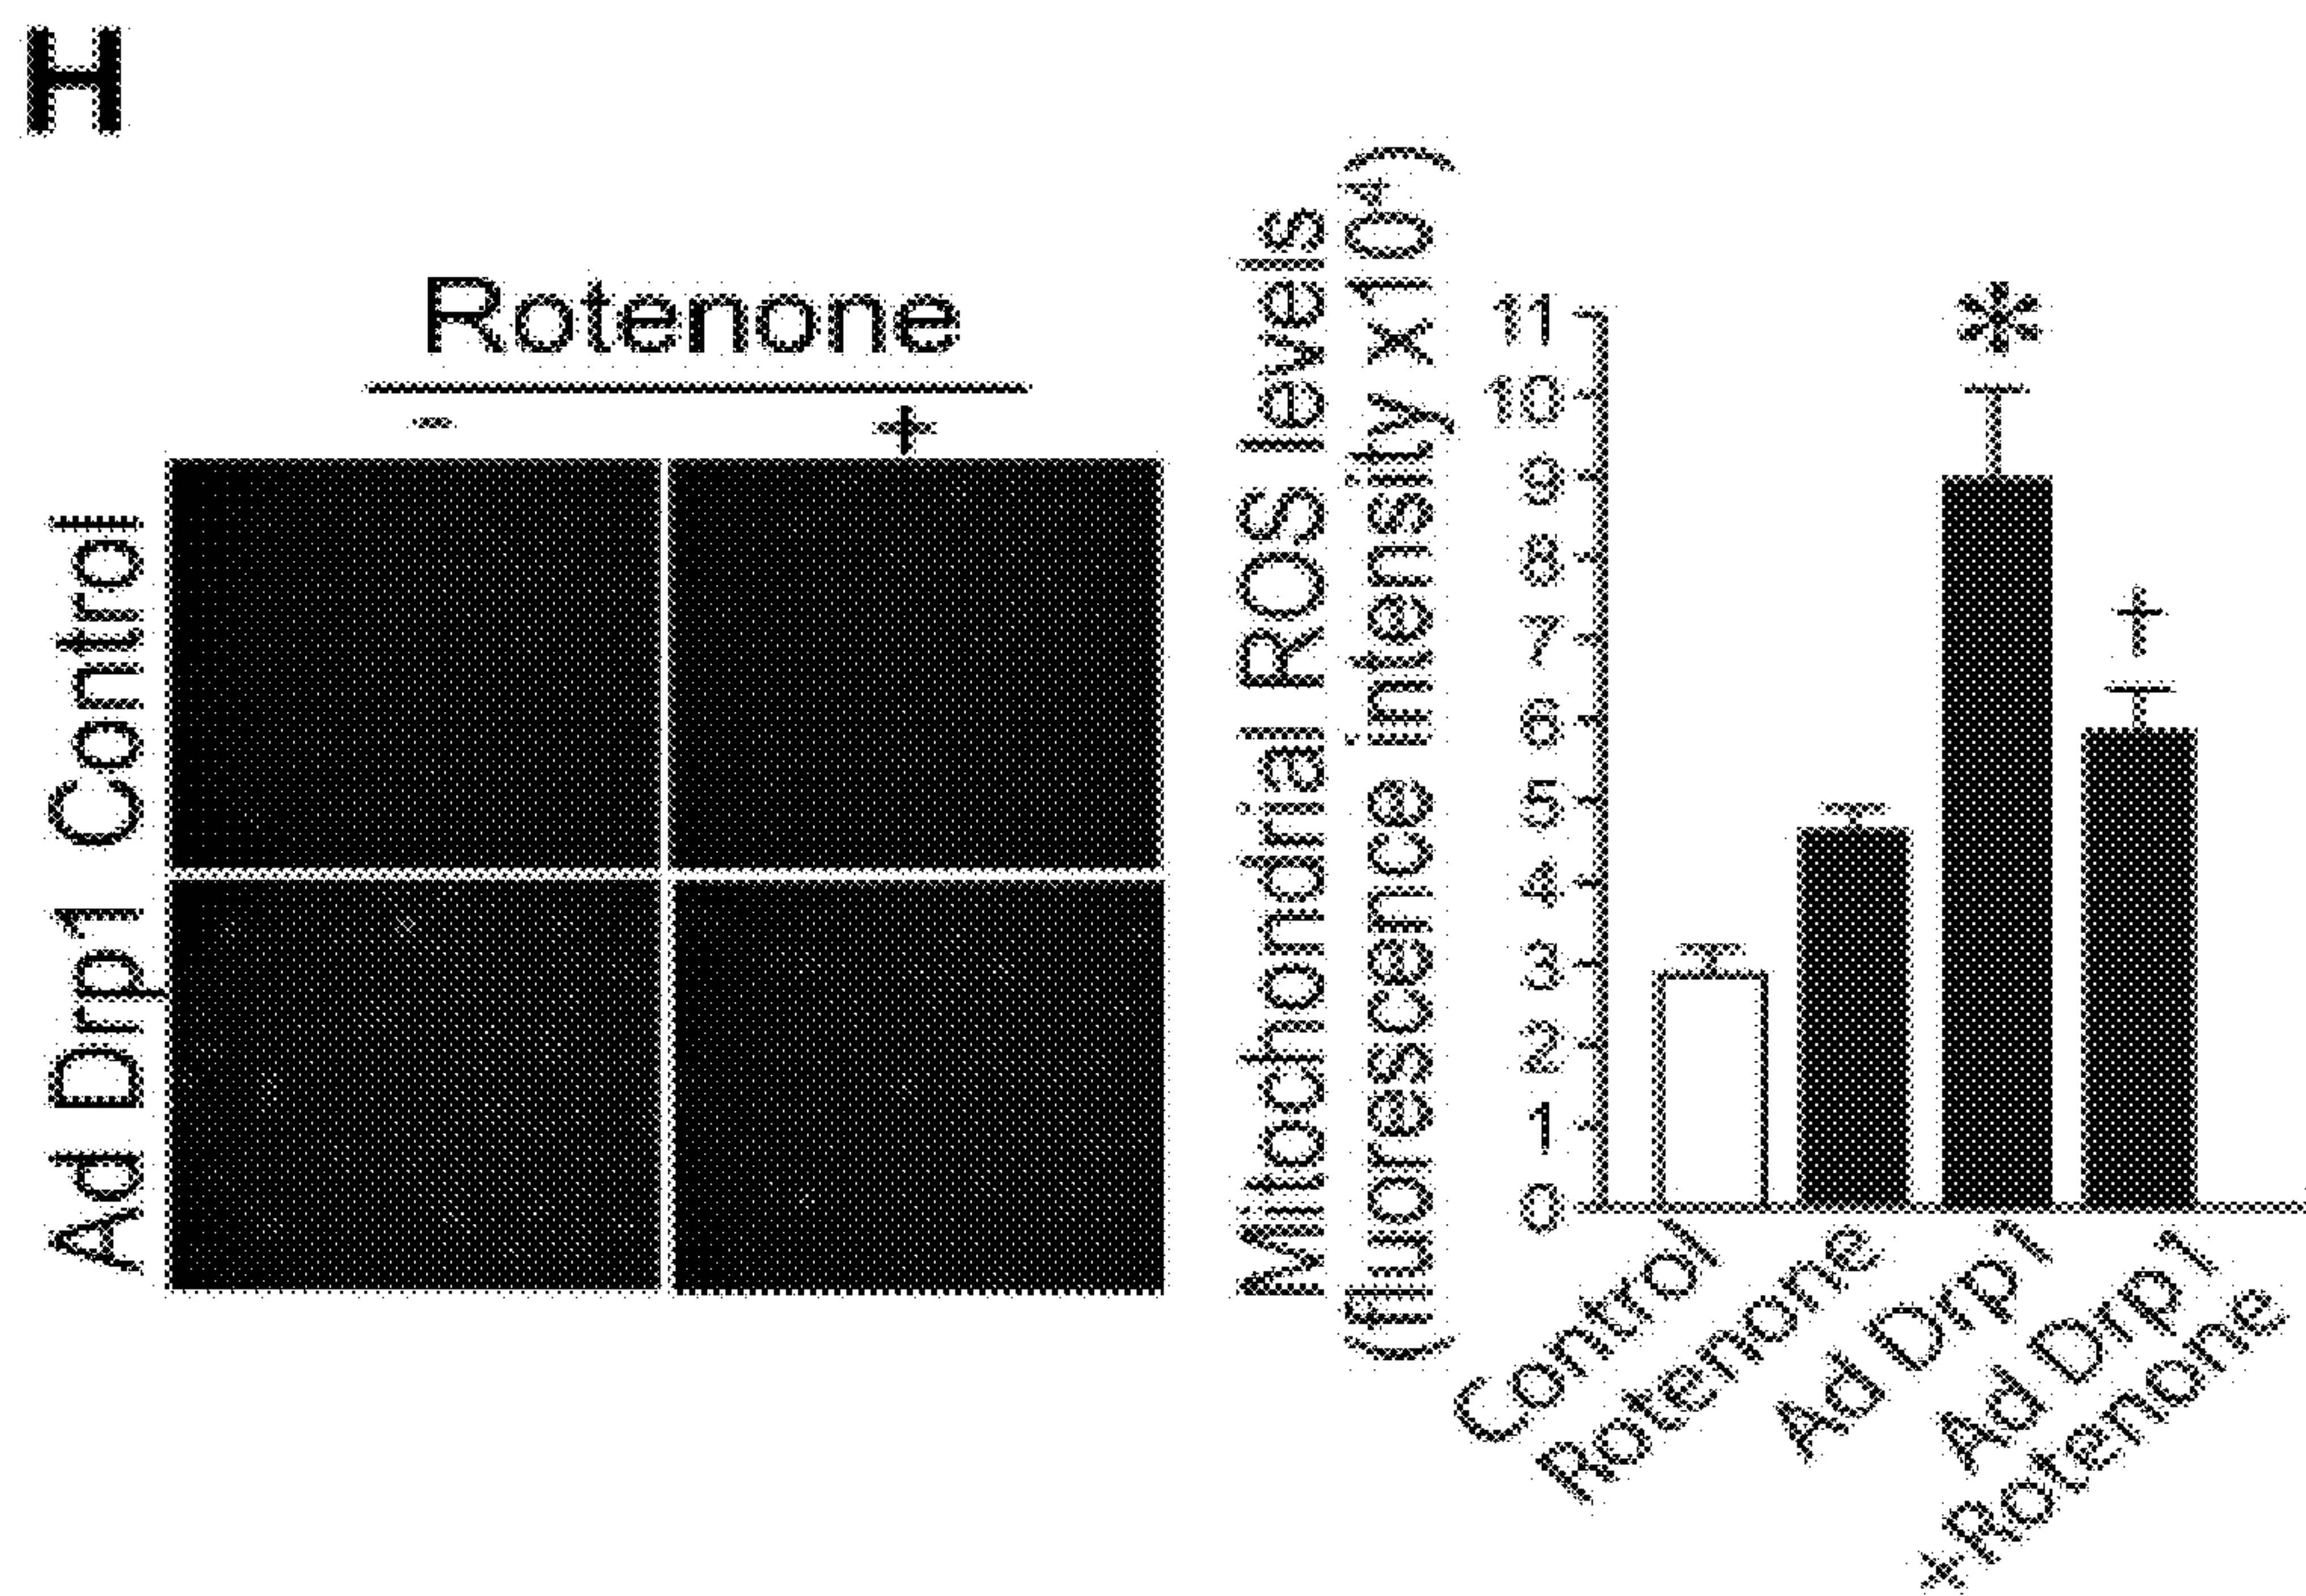 H
Rotenone
- +
Control
Ad Drp1
Mitochondrial ROS levels
(fluorescence intensity x10⁴)
11
10
9
8
7
6
5
4
3
2
1
0
*
†
Control
Rotenone
Ad Drp1
Ad Drp1
+Rotenone